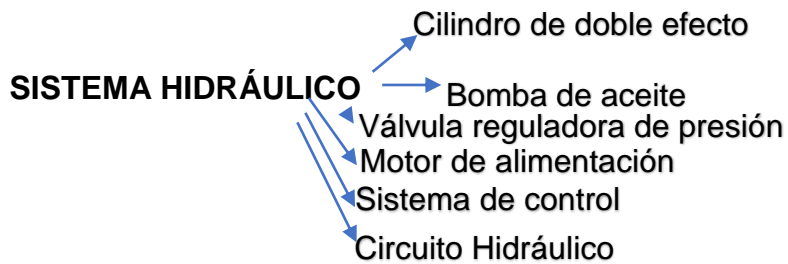 Cilindro de doble efecto
SISTEMA HIDRÁULICO
Bomba de aceite
Válvula reguladora de presión
Motor de alimentación
Sistema de control
Circuito Hidráulico